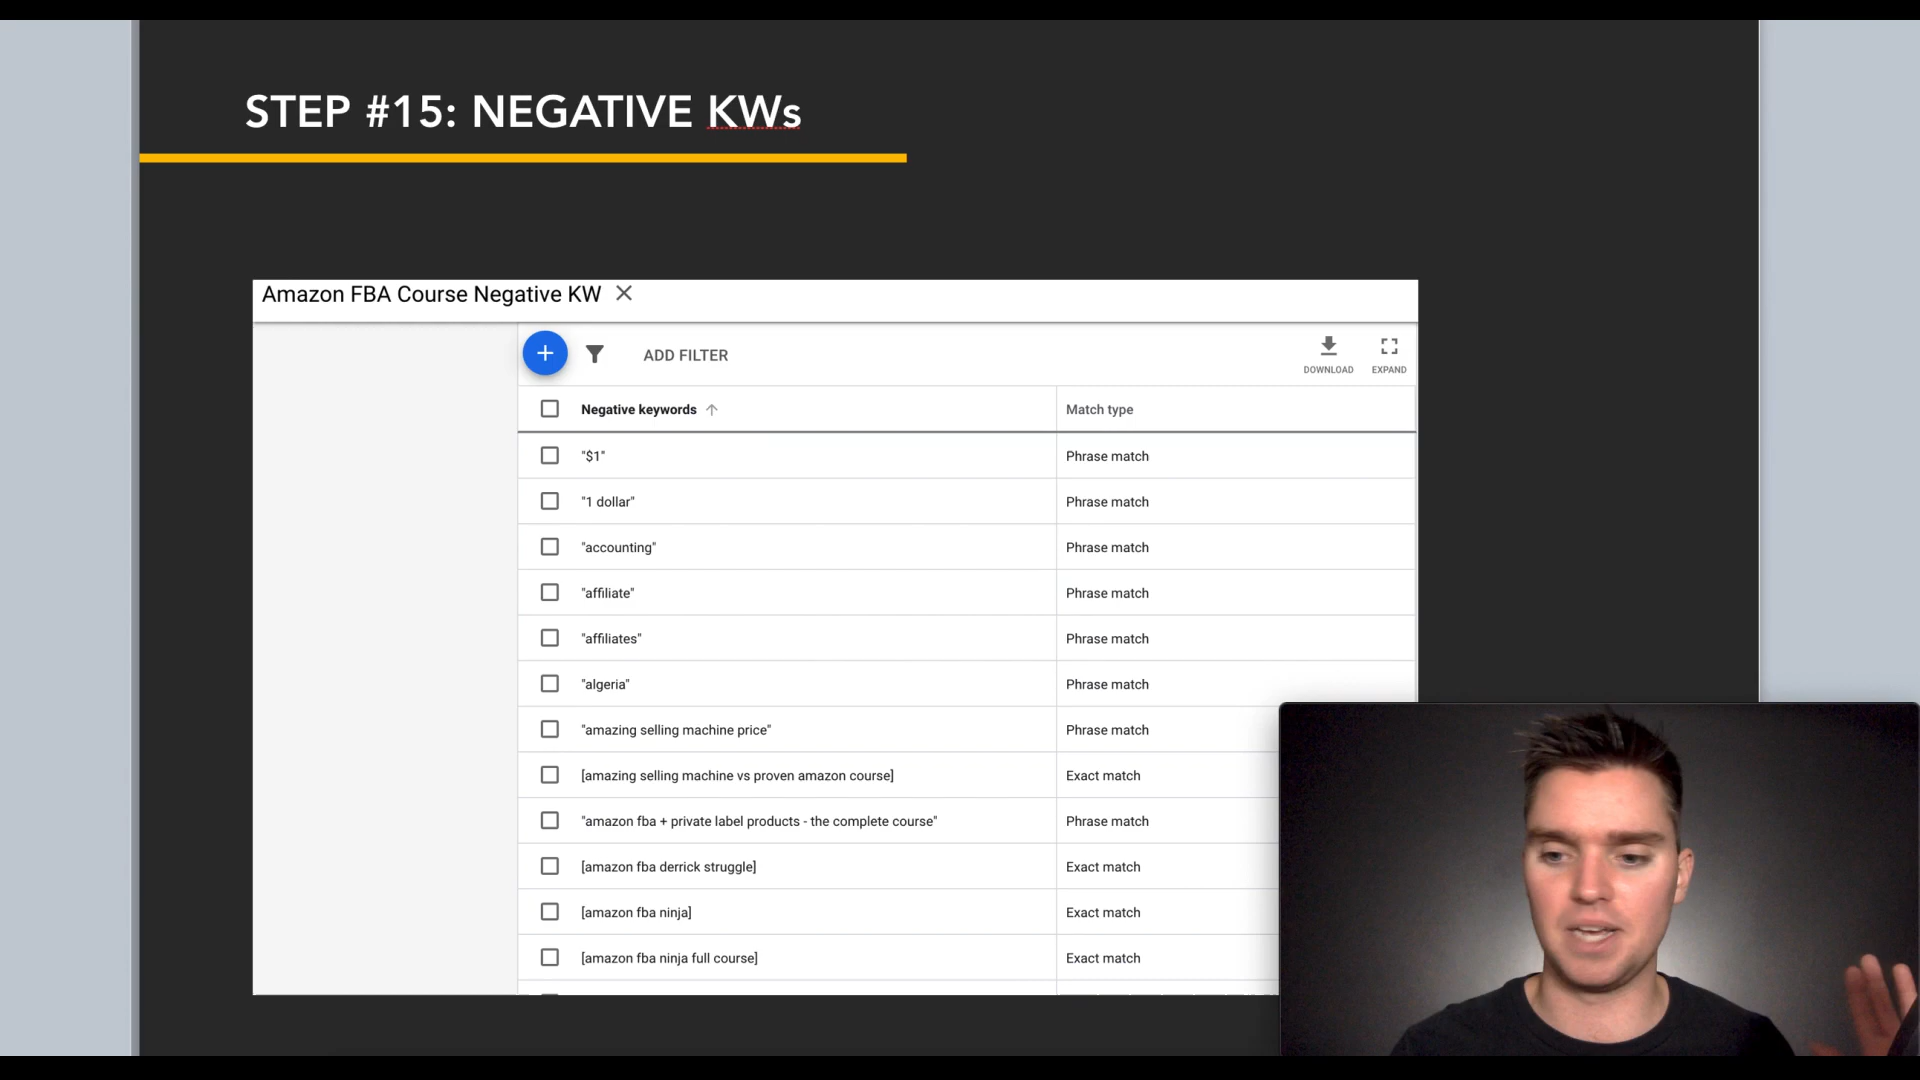 STEP #15: NEGATIVE KWs
Amazon FBA Course Negative KW
ADD FILTER
DOWNLOAD
EXPAND
Negative keywords
Match type
"$1"
Phrase match
"1 dollar"
Phrase match
"accounting"
Phrase match
"affiliate"
Phrase match
"affiliates"
Phrase match
"algeria"
Phrase match
"amazing selling machine price"
Phrase match
[amazing selling machine vs proven amazon course]
Exact match
"amazon fba + private label products - the complete course"
Phrase match
[amazon fba derrick struggle]
Exact match
[amazon fba ninja]
Exact match
[amazon fba ninja full course]
Exact match